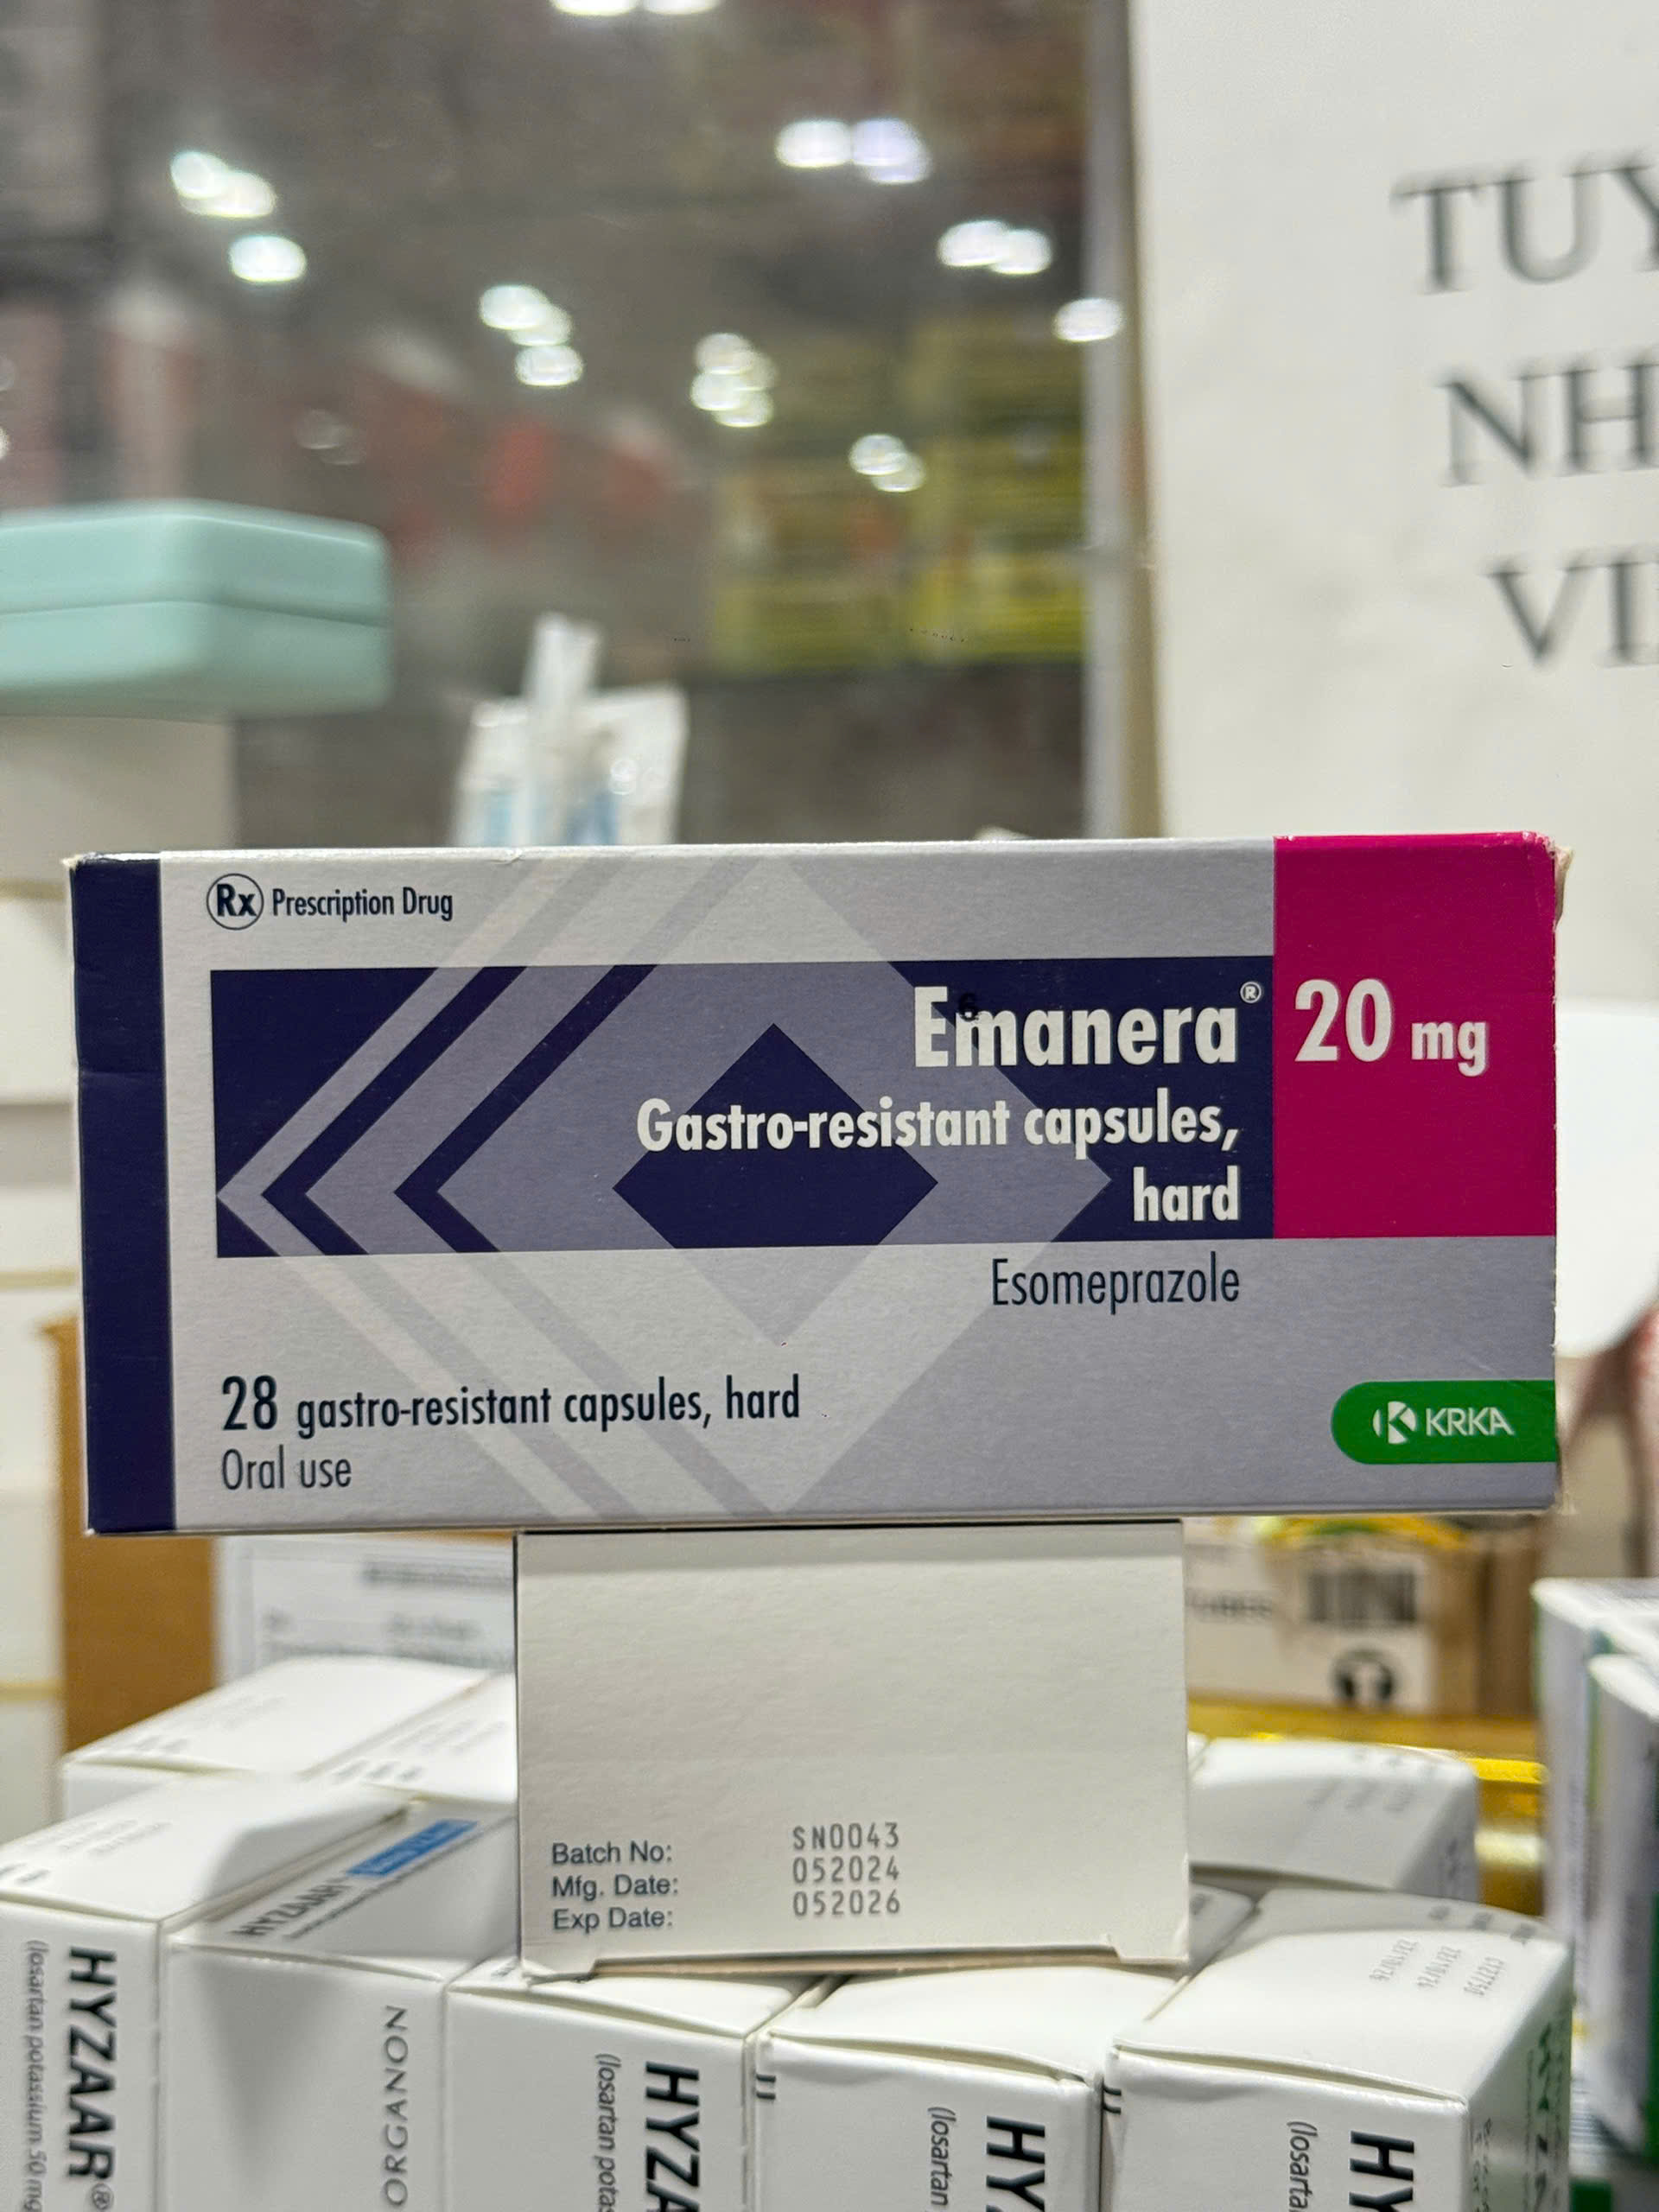 TUY
NH
VI
Rx Prescription Drug
Emanera® 20 mg
Gastro-resistant capsules,
hard
Esomeprazole
28 gastro-resistant capsules, hard
Oral use
KRKA
Batch No: SN0043
Mfg. Date: 052024
Exp Date: 052026
HYZAAR
HYZAAR®
(losartan potassium 50 mg
ORGANON
HYZA
(losartan potas
HY
(losartan
HY
(losarta